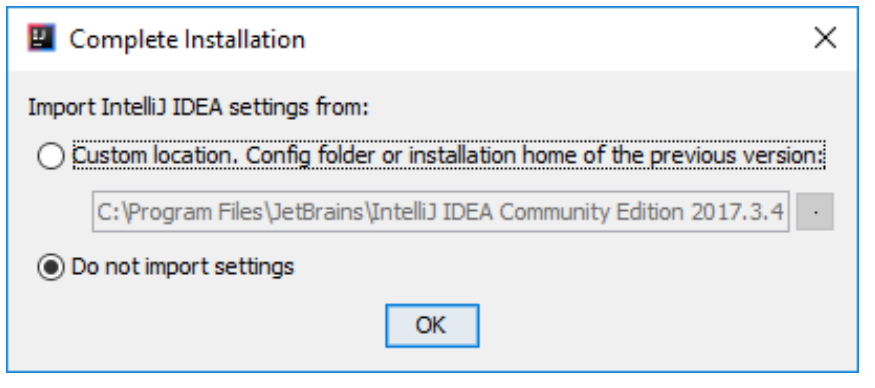 Complete Installation
Import IntelliJ IDEA settings from:
Custom location. Config folder or installation home of the previous version:
C:\Program Files\JetBrains\IntelliJ IDEA Community Edition 2017.3.4
.
Do not import settings
OK